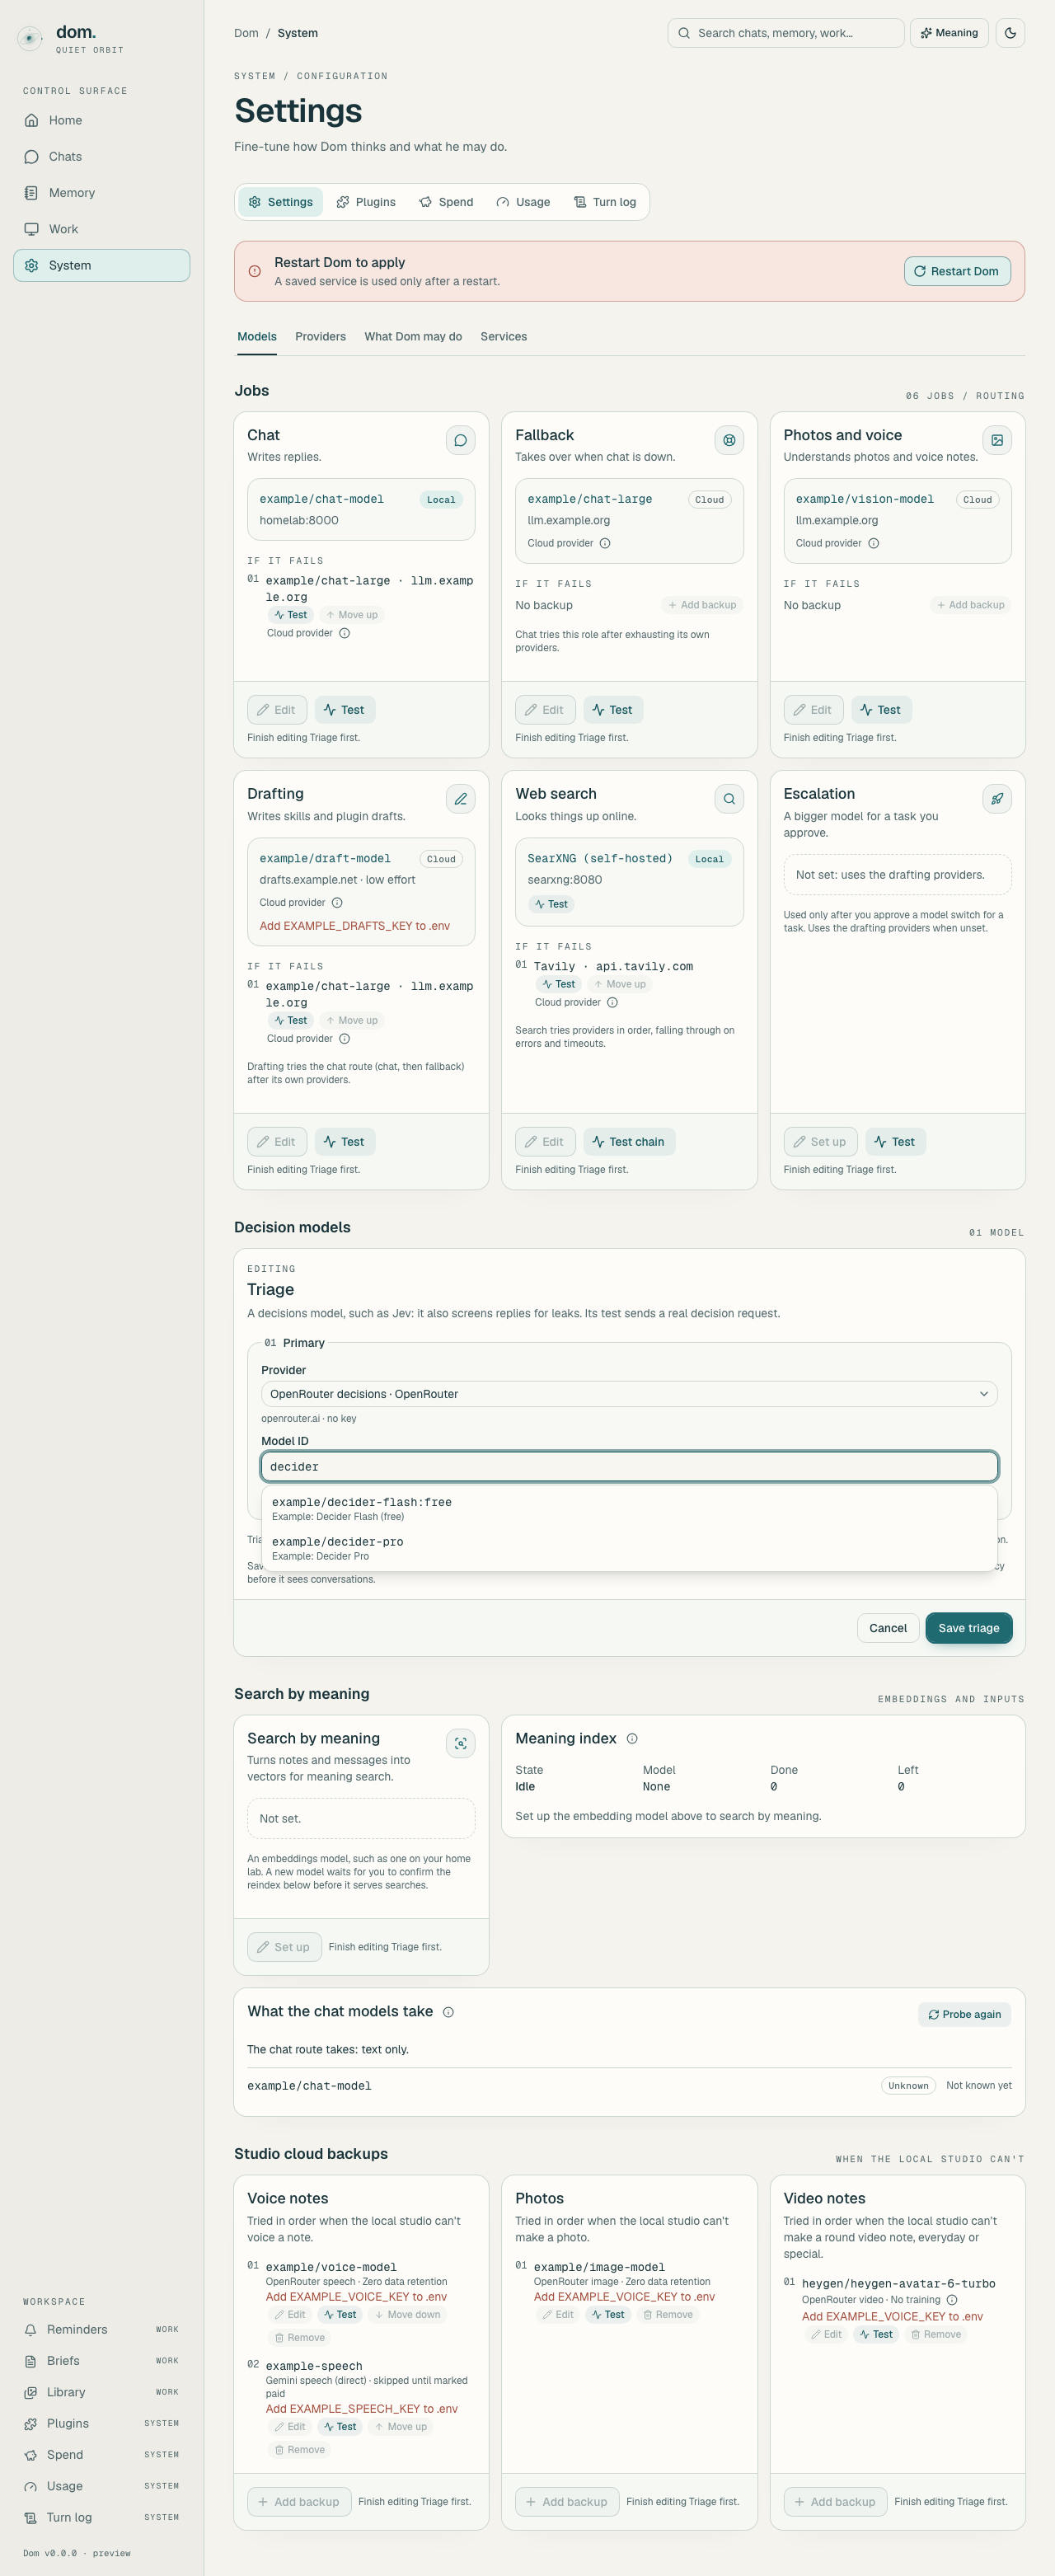 dom.
QUIET ORBIT
CONTROL SURFACE
Home
Chats
Memory
Work
System
Dom / System
Search chats, memory, work...
Meaning
SYSTEM / CONFIGURATION
Settings
Fine-tune how Dom thinks and what he may do.
Settings
Plugins
Spend
Usage
Turn log
Restart Dom to apply
A saved service is used only after a restart.
Restart Dom
Models
Providers
What Dom may do
Services
Jobs
06 JOBS / ROUTING
Chat
Writes replies.
example/chat-model
Local
homelab:8000
IF IT FAILS
01 example/chat-large · llm.examp
le.org
Test
Move up
Cloud provider
Edit
Test
Finish editing Triage first.
Fallback
Takes over when chat is down.
example/chat-large
Cloud
llm.example.org
Cloud provider
IF IT FAILS
No backup
Add backup
Chat tries this role after exhausting its own
providers.
Edit
Test
Finish editing Triage first.
Photos and voice
Understands photos and voice notes.
example/vision-model
Cloud
llm.example.org
Cloud provider
IF IT FAILS
No backup
Add backup
Edit
Test
Finish editing Triage first.
Drafting
Writes skills and plugin drafts.
example/draft-model
Cloud
drafts.example.net · low effort
Cloud provider
Add EXAMPLE_DRAFTS_KEY to .env
IF IT FAILS
01 example/chat-large · llm.examp
le.org
Test
Move up
Cloud provider
Drafting tries the chat route (chat, then fallback)
after its own providers.
Edit
Test
Finish editing Triage first.
Web search
Looks things up online.
SearXNG (self-hosted)
Local
searxng:8080
Test
IF IT FAILS
01 Tavily · api.tavily.com
Test
Move up
Cloud provider
Search tries providers in order, falling through on
errors and timeouts.
Edit
Test chain
Finish editing Triage first.
Escalation
A bigger model for a task you
approve.
Not set: uses the drafting providers.
Used only after you approve a model switch for a
task. Uses the drafting providers when unset.
Set up
Test
Finish editing Triage first.
Decision models
01 MODEL
EDITING
Triage
A decisions model, such as Jev: it also screens replies for leaks. Its test sends a real decision request.
01 Primary
Provider
OpenRouter decisions · OpenRouter
openrouter.ai · no key
Model ID
decider
example/decider-flash:free
Example: Decider Flash (free)
example/decider-pro
Example: Decider Pro
before it sees conversations.
Cancel
Save triage
Search by meaning
EMBEDDINGS AND INPUTS
Search by meaning
Turns notes and messages into
vectors for meaning search.
Not set.
An embeddings model, such as one on your home
lab. A new model waits for you to confirm the
reindex below before it serves searches.
Set up
Finish editing Triage first.
Meaning index
State
Model
Done
Left
Idle
None
0
0
Set up the embedding model above to search by meaning.
What the chat models take
Probe again
The chat route takes: text only.
example/chat-model
Unknown
Not known yet
Studio cloud backups
WHEN THE LOCAL STUDIO CAN'T
Voice notes
Tried in order when the local studio can't
voice a note.
01 example/voice-model
OpenRouter speech · Zero data retention
Add EXAMPLE_VOICE_KEY to .env
Edit
Test
Move down
Remove
02 example-speech
Gemini speech (direct) · skipped until marked
paid
Add EXAMPLE_SPEECH_KEY to .env
Edit
Test
Move up
Remove
Add backup
Finish editing Triage first.
Photos
Tried in order when the local studio can't
make a photo.
01 example/image-model
OpenRouter image · Zero data retention
Add EXAMPLE_VOICE_KEY to .env
Edit
Test
Remove
Add backup
Finish editing Triage first.
Video notes
Tried in order when the local studio can't
make a round video note, everyday or
special.
01 heygen/heygen-avatar-6-turbo
OpenRouter video · No training
Add EXAMPLE_VOICE_KEY to .env
Edit
Test
Remove
Add backup
Finish editing Triage first.
WORKSPACE
Reminders WORK
Briefs WORK
Library WORK
Plugins SYSTEM
Spend SYSTEM
Usage SYSTEM
Turn log SYSTEM
Dom v0.0.0 · preview